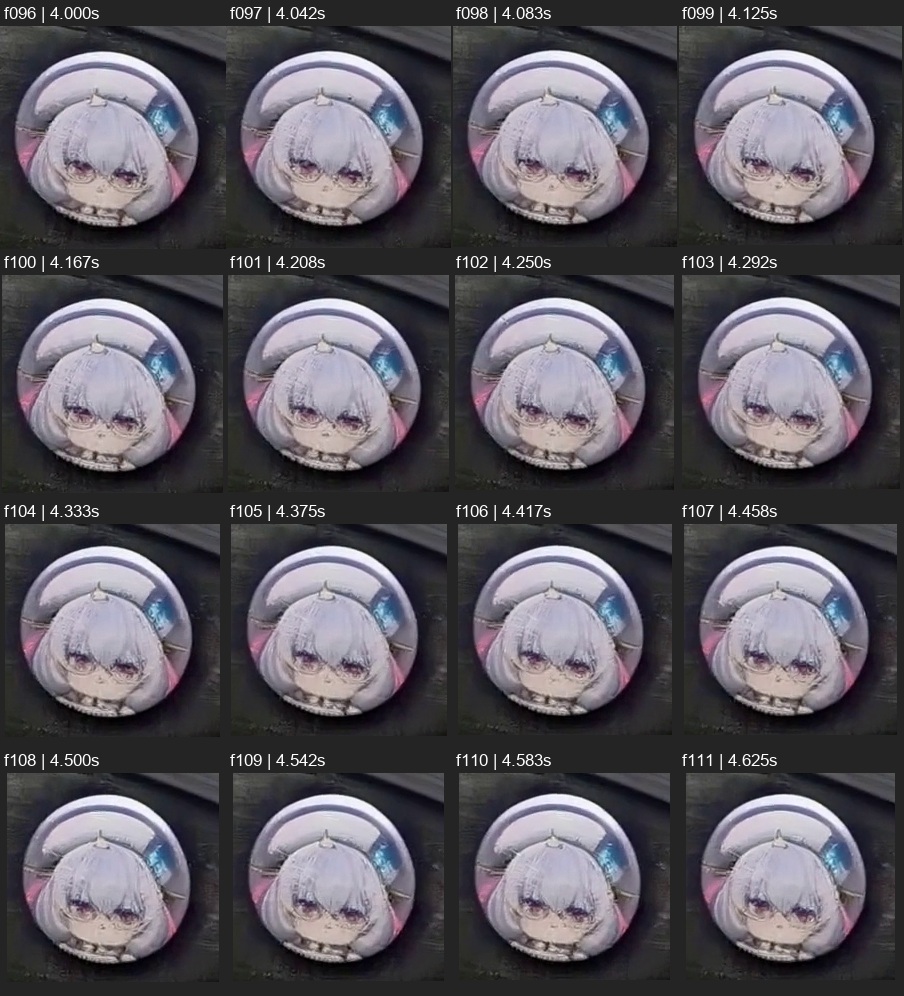 f096 | 4.000s
f097 | 4.042s
f098 | 4.083s
f099 | 4.125s
f100 | 4.167s
f101 | 4.208s
f102 | 4.250s
f103 | 4.292s
f104 | 4.333s
f105 | 4.375s
f106 | 4.417s
f107 | 4.458s
f108 | 4.500s
f109 | 4.542s
f110 | 4.583s
f111 | 4.625s